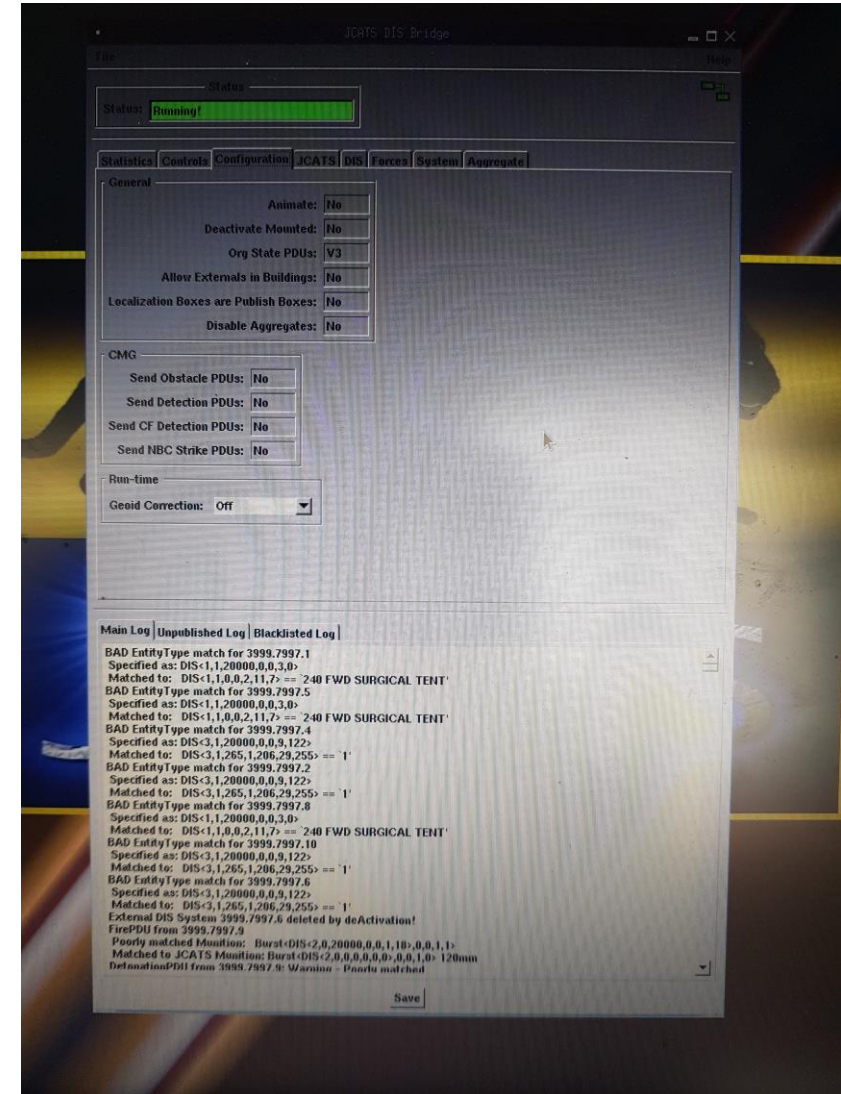 JCATS DIS Bridge
File
Help
Status
Status: Running!
Statistics Controls Configuration JCATS DIS Forces System Aggregate
General
Animate: No
Deactivate Mounted: No
Org State PDUs: V3
Allow Externals in Buildings: No
Localization Boxes are Publish Boxes: No
Disable Aggregates: No
CMG
Send Obstacle PDUs: No
Send Detection PDUs: No
Send CF Detection PDUs: No
Send NBC Strike PDUs: No
Run-time
Geoid Correction: Off
Main Log Unpublished Log Blacklisted Log
BAD EntityType match for 3999.7997.1
Specified as: DIS<1,1,20000,0,0,3,0>
Matched to: DIS<1,1,0,0,2,11,7> == `240 FWD SURGICAL TENT'
BAD EntityType match for 3999.7997.5
Specified as: DIS<1,1,20000,0,0,3,0>
Matched to: DIS<1,1,0,0,2,11,7> == `240 FWD SURGICAL TENT'
BAD EntityType match for 3999.7997.4
Specified as: DIS<3,1,20000,0,0,9,122>
Matched to: DIS<3,1,265,1,206,29,255> == `1'
BAD EntityType match for 3999.7997.2
Specified as: DIS<3,1,20000,0,0,9,122>
Matched to: DIS<3,1,265,1,206,29,255> == `1'
BAD EntityType match for 3999.7997.8
Specified as: DIS<1,1,20000,0,0,3,0>
Matched to: DIS<1,1,0,0,2,11,7> == `240 FWD SURGICAL TENT'
BAD EntityType match for 3999.7997.10
Specified as: DIS<3,1,20000,0,0,9,122>
Matched to: DIS<3,1,265,1,206,29,255> == `1'
BAD EntityType match for 3999.7997.6
Specified as: DIS<3,1,20000,0,0,9,122>
Matched to: DIS<3,1,265,1,206,29,255> == `1'
External DIS System 3999.7997.6 deleted by deActivation!
FirePDU from 3999.7997.9
Poorly matched Munition: Burst<DIS<2,0,20000,0,0,1,18>,0,0,1,1>
Matched to JCATS Munition: Burst<DIS<2,0,0,0,0,0,0>,0,0,1,0> 120mm
DetonationPDU from 3999.7997.9: Warning - Poorly matched
Save